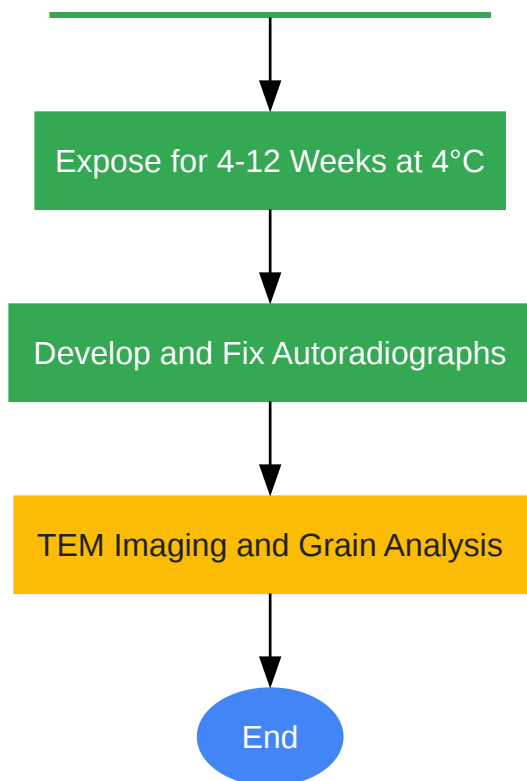 Expose for 4-12 Weeks at 4°C
Develop and Fix Autoradiographs
TEM Imaging and Grain Analysis
End